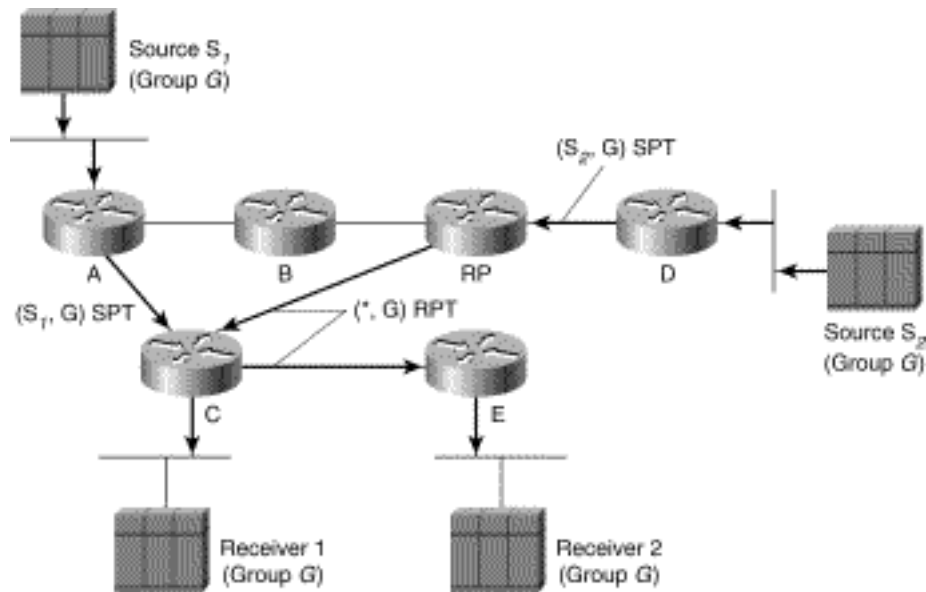 Source S1
(Group G)
(S2, G) SPT
A
B
RP
D
(S1, G) SPT
(*, G) RPT
Source S2
(Group G)
C
E
Receiver 1
(Group G)
Receiver 2
(Group G)